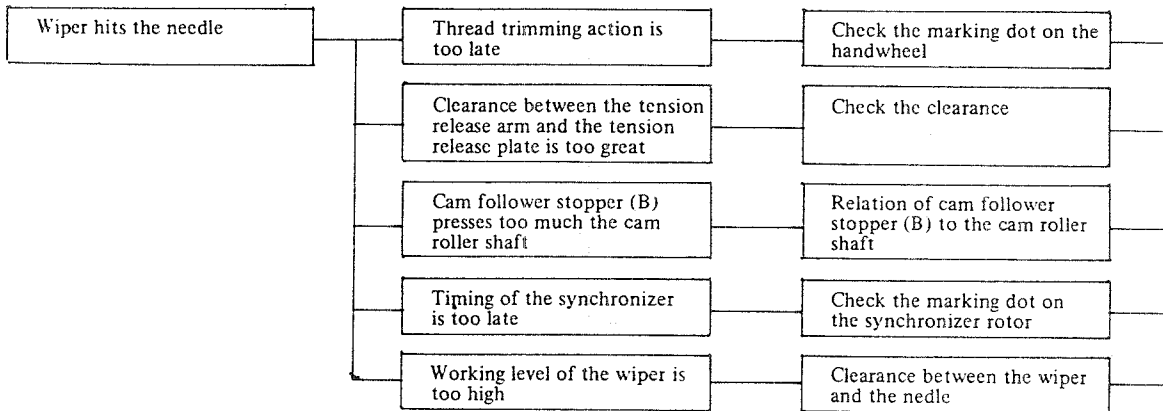 Wiper hits the needle
Thread trimming action is
too late
Check the marking dot on the
handwheel
Clearance between the tension
release arm and the tension
release plate is too great
Check the clearance
Cam follower stopper (B)
presses too much the cam
roller shaft
Relation of cam follower
stopper (B) to the cam roller
shaft
Timing of the synchronizer
is too late
Check the marking dot on
the synchronizer rotor
Working level of the wiper is
too high
Clearance between the wiper
and the nedle